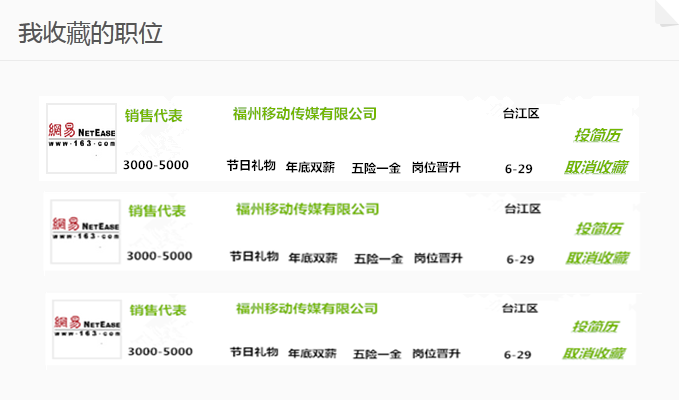 我收藏的职位
網易 NETEASE
www.163.com
销售代表 福州移动传媒有限公司 台江区
投简历
3000-5000 节日礼物 年底双薪 五险一金 岗位晋升 6-29 取消收藏
網易 NETEASE
www.163.com
销售代表 福州移动传媒有限公司 台江区
投简历
3000-5000 节日礼物 年底双薪 五险一金 岗位晋升 6-29 取消收藏
網易 NETEASE
www.163.com
销售代表 福州移动传媒有限公司 台江区
投简历
3000-5000 节日礼物 年底双薪 五险一金 岗位晋升 6-29 取消收藏